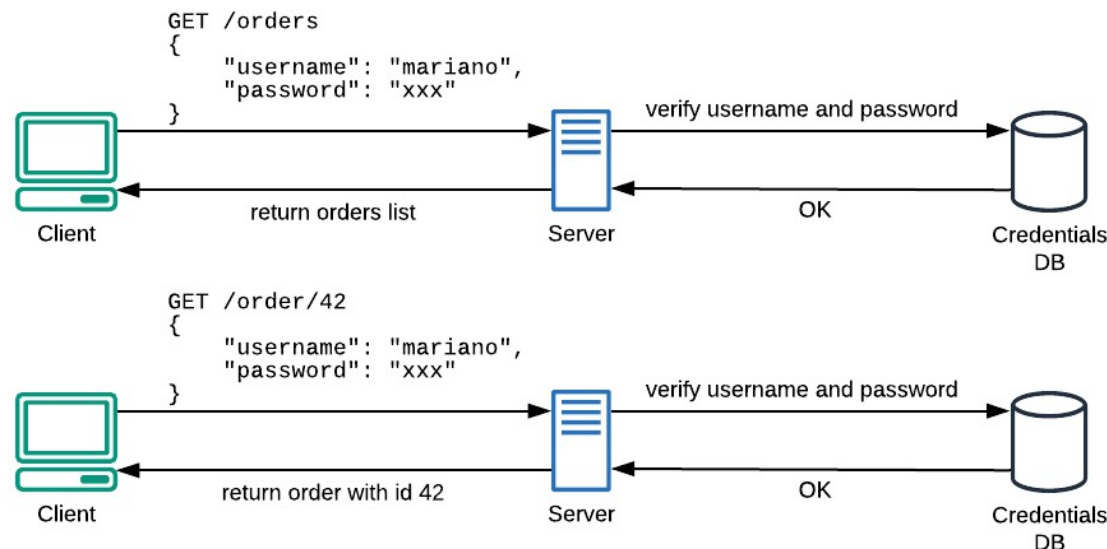 GET /orders
{
    "username": "mariano",
    "password": "xxx"
}
verify username and password
return orders list
OK
Client
Server
Credentials
DB
GET /order/42
{
    "username": "mariano",
    "password": "xxx"
}
verify username and password
return order with id 42
OK
Client
Server
Credentials
DB